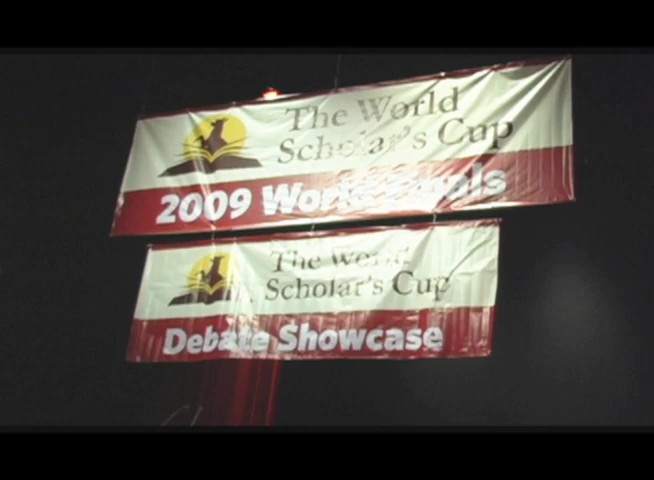 The World
Scholar's Cup
2009 World Finals
The World
Scholar's Cup
Debate Showcase